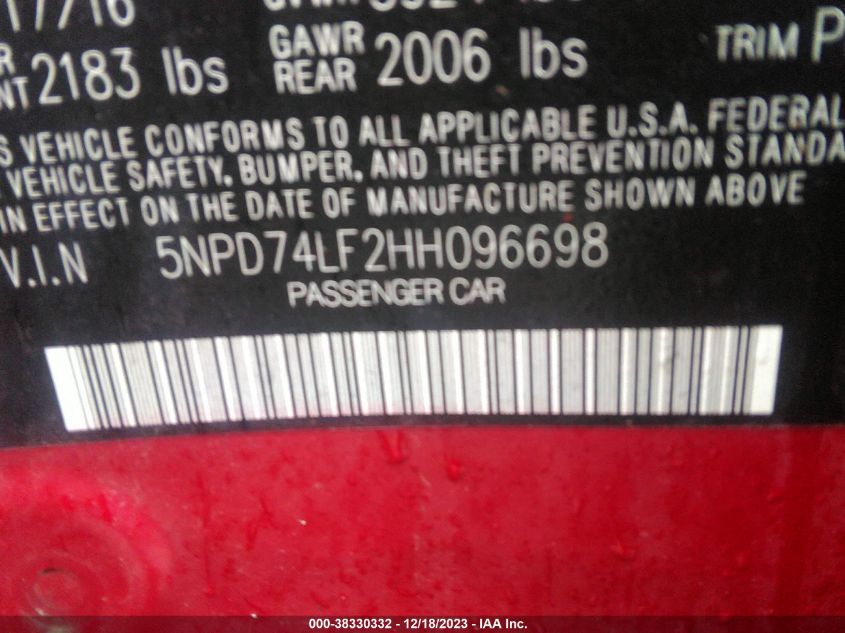 17/16
GAWR 2006 lbs TRIM P
REAR
2183 lbs
VEHICLE CONFORMS TO ALL APPLICABLE U.S.A. FEDERAL
VEHICLE SAFETY, BUMPER, AND THEFT PREVENTION STANDA
IN EFFECT ON THE DATE OF MANUFACTURE SHOWN ABOVE
V.I.N 5NPD74LF2HH096698
PASSENGER CAR
000-38330332 - 12/18/2023 - IAA Inc.